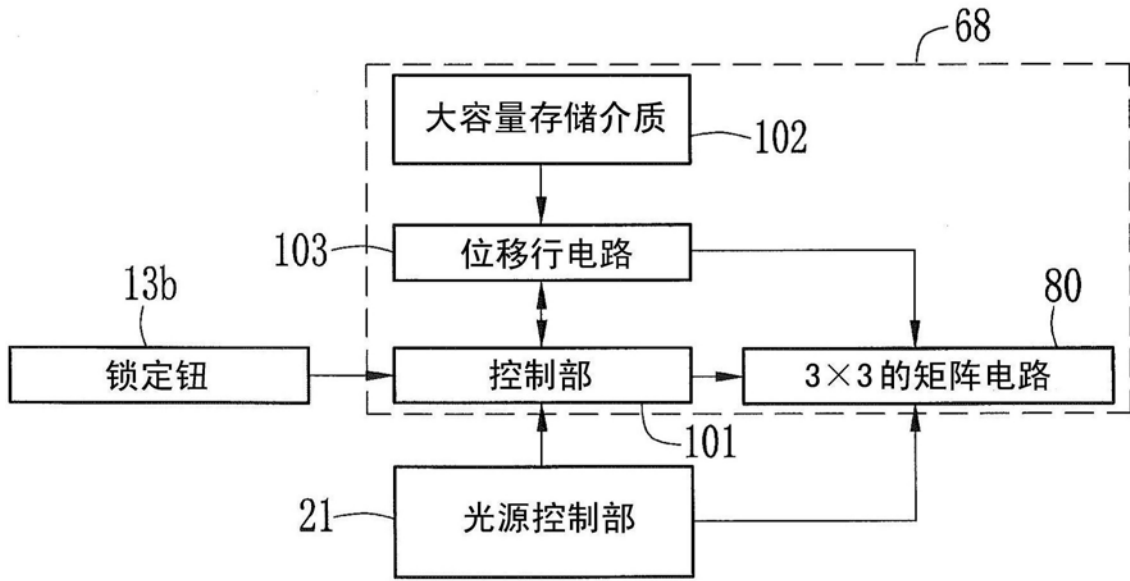 68
大容量存储介质
102
103
位移行电路
13b
80
锁定钮
控制部
3×3的矩阵电路
101
21
光源控制部